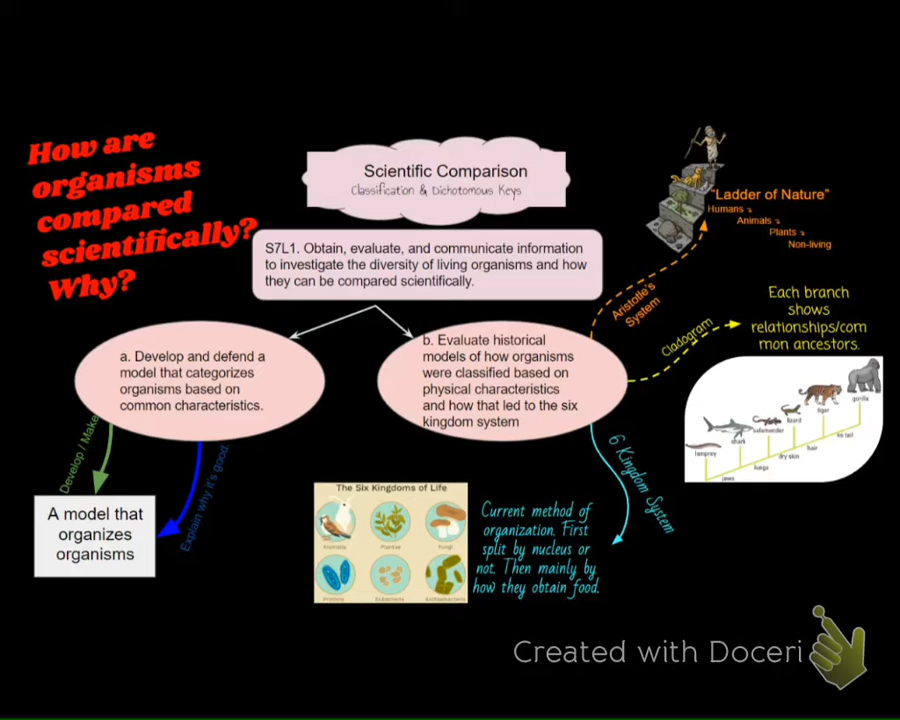 How are
organisms
compared
scientifically?
Why?
Scientific Comparison
Classification & Dichotomous Keys
S7L1. Obtain, evaluate, and communicate information
to investigate the diversity of living organisms and how
they can be compared scientifically.
a. Develop and defend a
model that categorizes
organisms based on
common characteristics.
b. Evaluate historical
models of how organisms
were classified based on
physical characteristics
and how that led to the six
kingdom system
Develop / Make
Explain why it's good.
A model that
organizes
organisms
Aristotle's
System
"Ladder of Nature"
Humans
Animals
Plants
Non-living
Cladogram
Each branch
shows
relationships/com
mon ancestors.
lamprey
shark
salamander
lizard
tiger
gorilla
jaws
lungs
dry skin
hair
no tail
6 Kingdom System
Current method of
organization. First
split by nucleus or
not. Then mainly by
how they obtain food.
The Six Kingdoms of Life
Animalia
Plantae
Fungi
Protista
Eubacteria
Archaebacteria
Created with Doceri